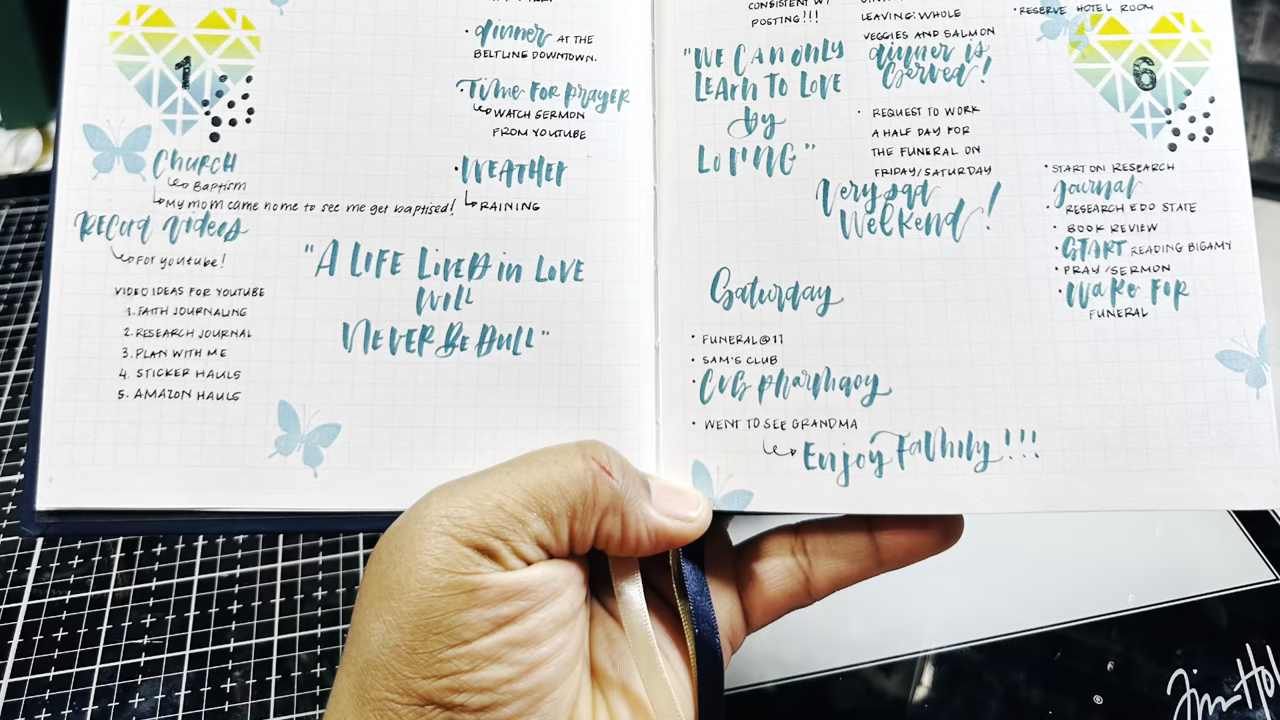 dinner AT THE
BELTLINE DOWNTOWN.
Time For prayer
WATCH SERMON
FROM YOUTUBE
WEATHER
RAINING
1
CHURCH
Baptism
My mom came home to see me get baptised!
RECORD videos
For youtube!
VIDEO IDEAS FOR YOUTUBE
1. FAITH JOURNALING
2. RESEARCH JOURNAL
3. PLAN WITH ME
4. STICKER HAULS
5. AMAZON HAULS
"A LIFE LIVED in LOVE
WILL
NEVER BE DULL"
CONSISTENT W/
POSTING!!!
"WE CAN ONLY
LEARN TO LOVE
by
LOVING"
LEAVING: WHOLE
VEGGIES AND SALMON
dinner is
served!
REQUEST TO WORK
A HALF DAY FOR
THE FUNERAL ON
FRIDAY/SATURDAY
Very sad
Weekend!
Saturday
FUNERAL @ 11
SAM'S CLUB
CVS pharmacy
WENT TO SEE GRANDMA
Enjoy Family!!!
RESERVE HOTEL ROOM
6
START ON RESEARCH
Journal
RESEARCH EDO STATE
BOOK REVIEW
START READING BIGAMY
PRAY/SERMON
WAKE FOR
FUNERAL
Tim Hol